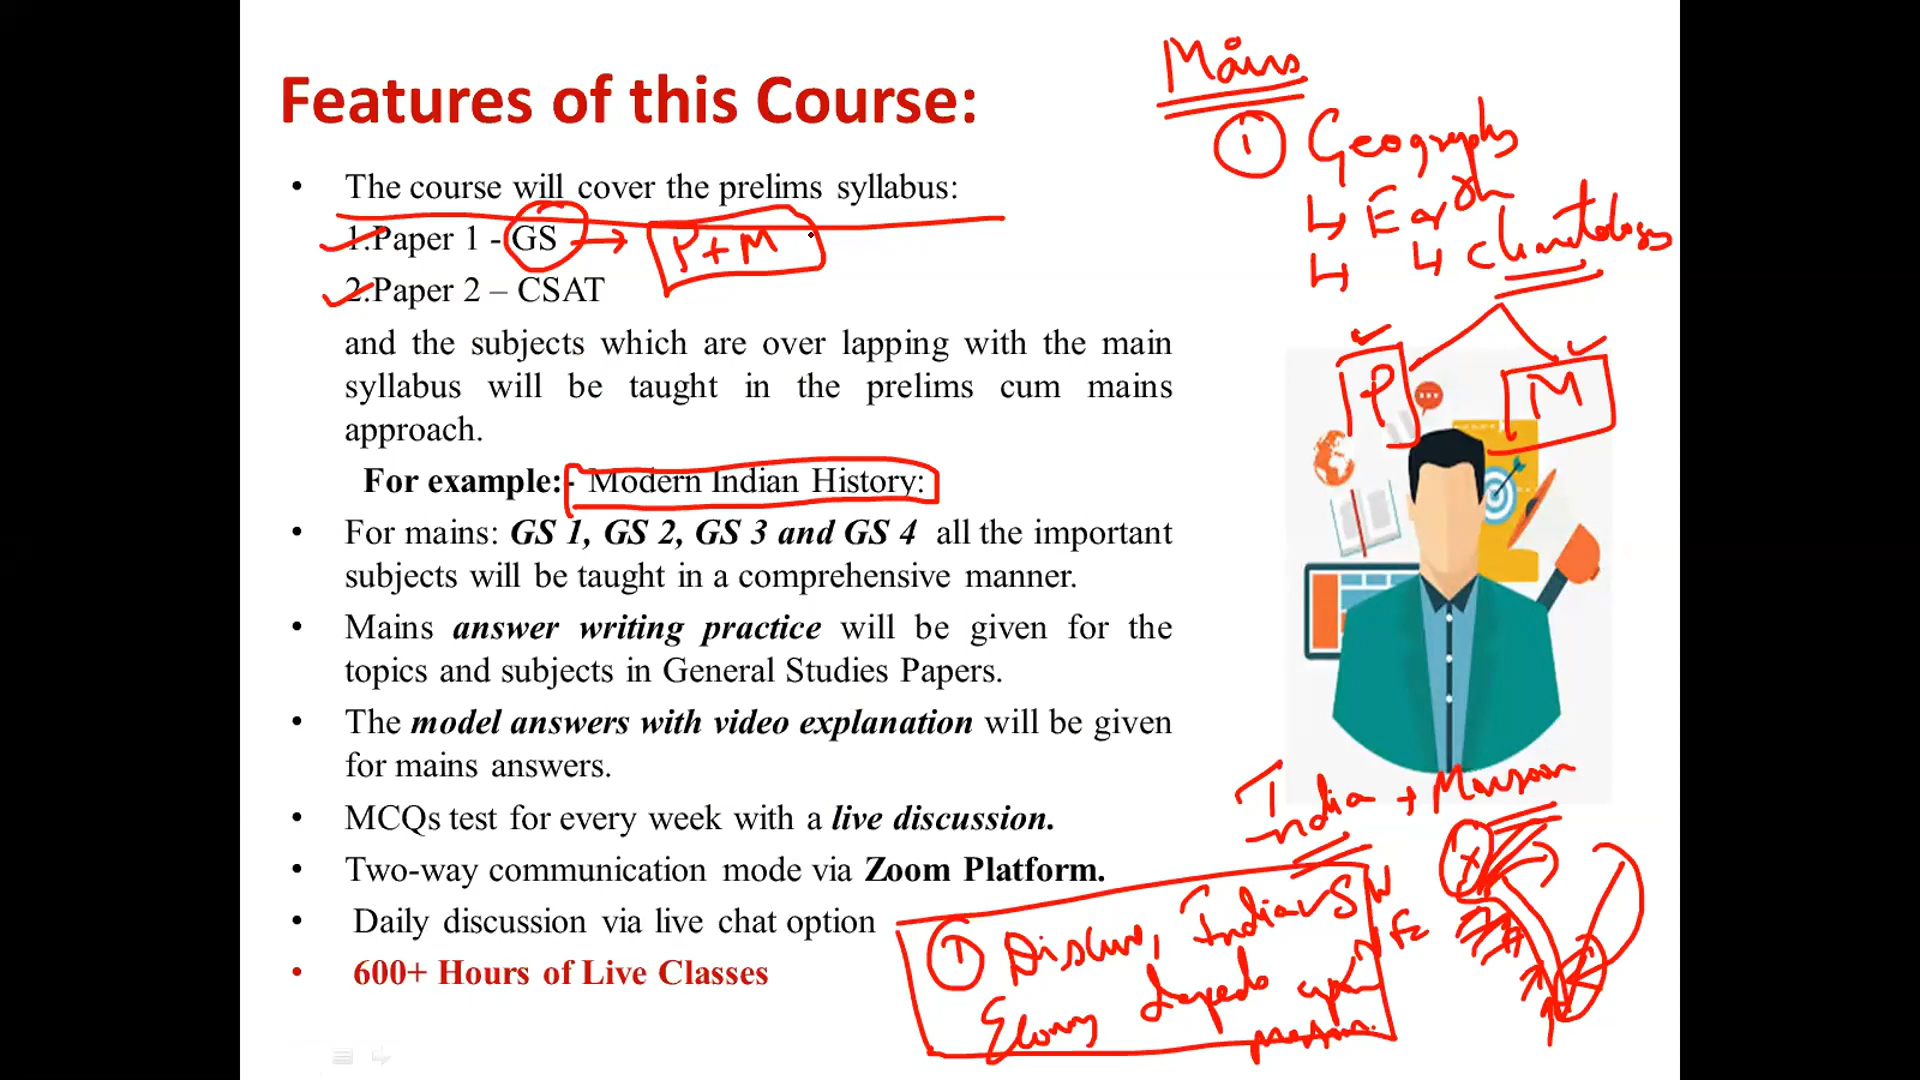 Features of this Course:
• The course will cover the prelims syllabus:
1.Paper 1 - GS → P + M
2.Paper 2 – CSAT
and the subjects which are over lapping with the main
syllabus will be taught in the prelims cum mains
approach.
For example:- Modern Indian History:
• For mains: GS 1, GS 2, GS 3 and GS 4 all the important
subjects will be taught in a comprehensive manner.
• Mains answer writing practice will be given for the
topics and subjects in General Studies Papers.
• The model answers with video explanation will be given
for mains answers.
• MCQs test for every week with a live discussion.
• Two-way communication mode via Zoom Platform.
• Daily discussion via live chat option
• 600+ Hours of Live Classes
Mains
1 Geography
Earth
Climatology
P M
India + Monsoon
1 Discuss, Indian SW
Economy depends upon
monsoon.